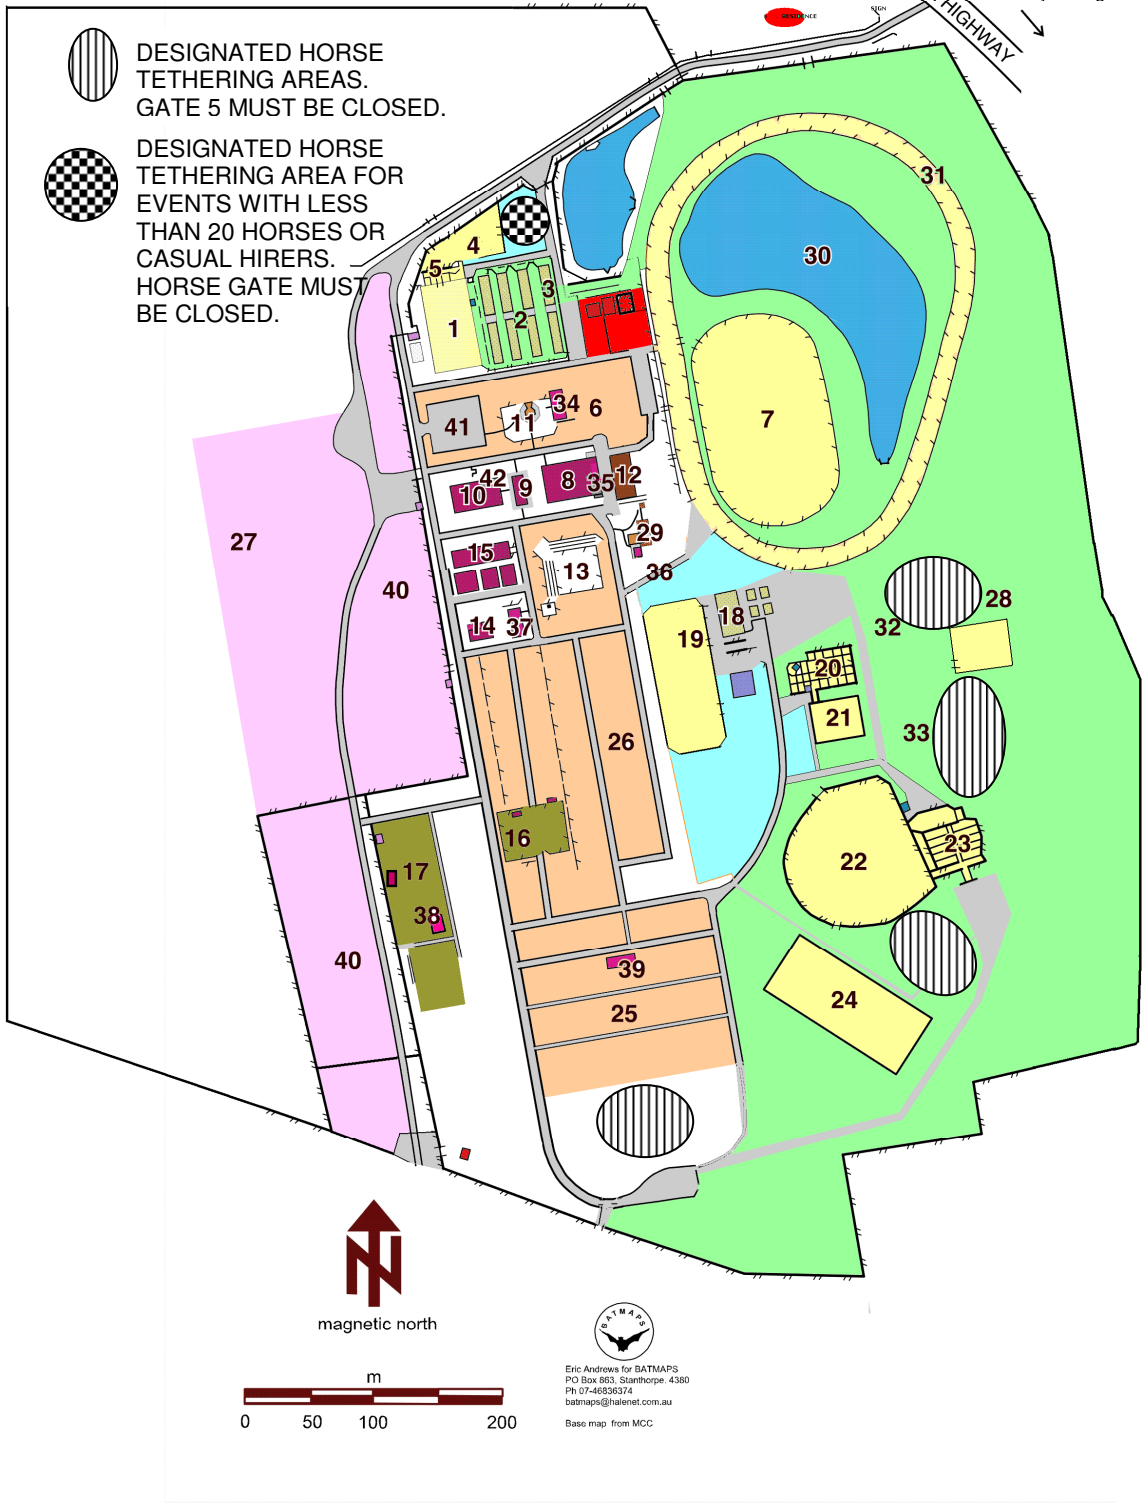 RESIDENCE
SIGN
HIGHWAY
DESIGNATED HORSE
TETHERING AREAS.
GATE 5 MUST BE CLOSED.
DESIGNATED HORSE
TETHERING AREA FOR
EVENTS WITH LESS
THAN 20 HORSES OR
CASUAL HIRERS.
HORSE GATE MUST
BE CLOSED.
31
4
30
5
3
2
1
34
6
41
11
7
42
10
9
8
35
12
29
27
15
13
36
40
28
18
14
37
32
19
20
21
33
26
16
23
22
17
38
40
39
24
25
magnetic north
m
0 50 100 200
BATMAPS
Eric Andrews for BATMAPS
PO Box 863, Stanthorpe. 4380
Ph 07-46836374
batmaps@halenet.com.au
Base map from MCC